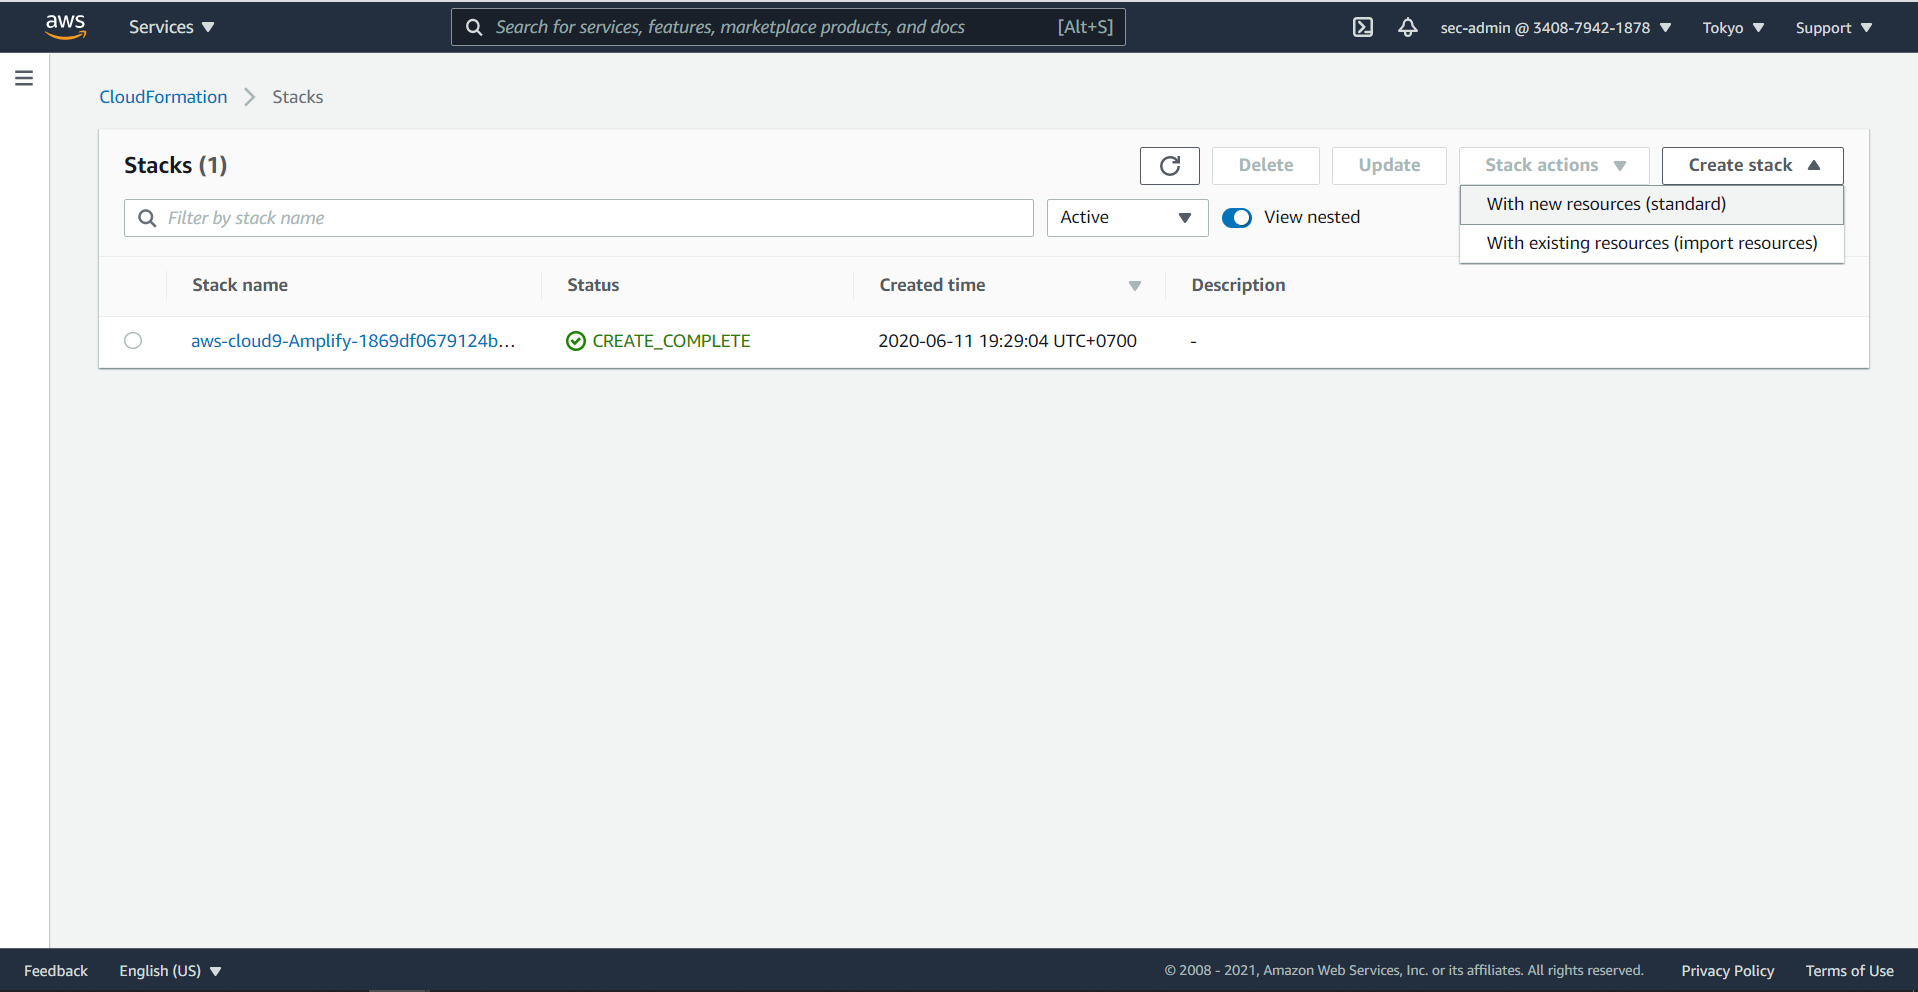 aws
Services
Search for services, features, marketplace products, and docs
[Alt+S]
sec-admin @ 3408-7942-1878
Tokyo
Support
CloudFormation
Stacks
Stacks (1)
Delete
Update
Stack actions
Create stack
With new resources (standard)
With existing resources (import resources)
Filter by stack name
Active
View nested
Stack name
Status
Created time
Description
aws-cloud9-Amplify-1869df0679124b...
CREATE_COMPLETE
2020-06-11 19:29:04 UTC+0700
-
Feedback
English (US)
© 2008 - 2021, Amazon Web Services, Inc. or its affiliates. All rights reserved.
Privacy Policy
Terms of Use